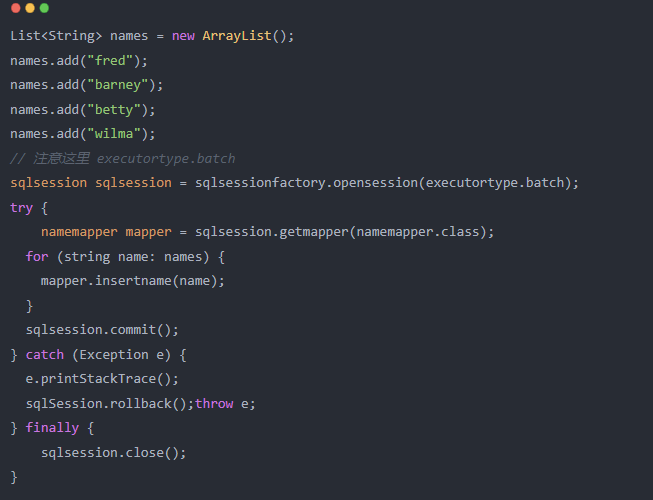 List<String> names = new ArrayList();
names.add("fred");
names.add("barney");
names.add("betty");
names.add("wilma");
// 注意这里 executortype.batch
sqlsession sqlsession = sqlsessionfactory.opensession(executortype.batch);
try {
    namemapper mapper = sqlsession.getmapper(namemapper.class);
  for (string name: names) {
    mapper.insertname(name);
  }
  sqlsession.commit();
} catch (Exception e) {
  e.printStackTrace();
  sqlSession.rollback();throw e;
} finally {
    sqlsession.close();
}